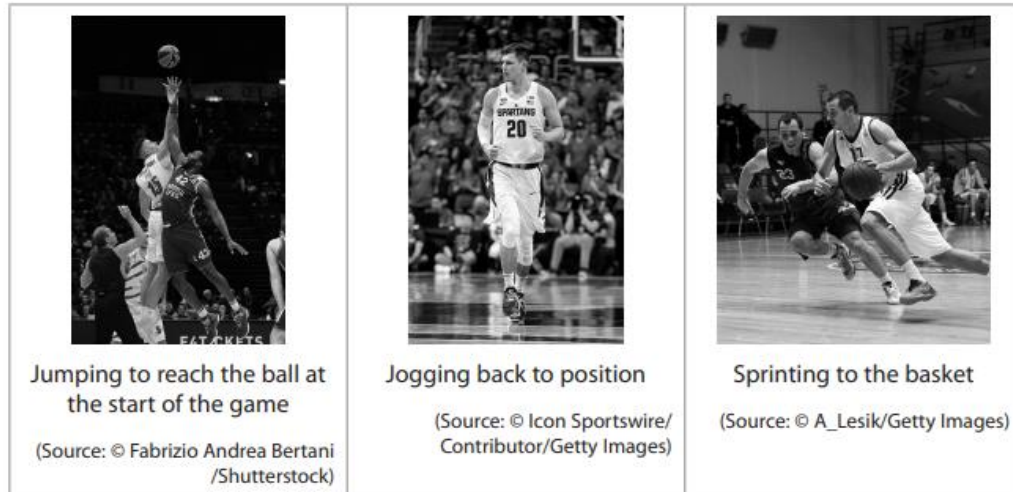 SPARTANS
20
23
Jumping to reach the ball at
the start of the game
(Source: © Fabrizio Andrea Bertani
/Shutterstock)
Jogging back to position
(Source: © Icon Sportswire/
Contributor/Getty Images)
Sprinting to the basket
(Source: © A_Lesik/Getty Images)